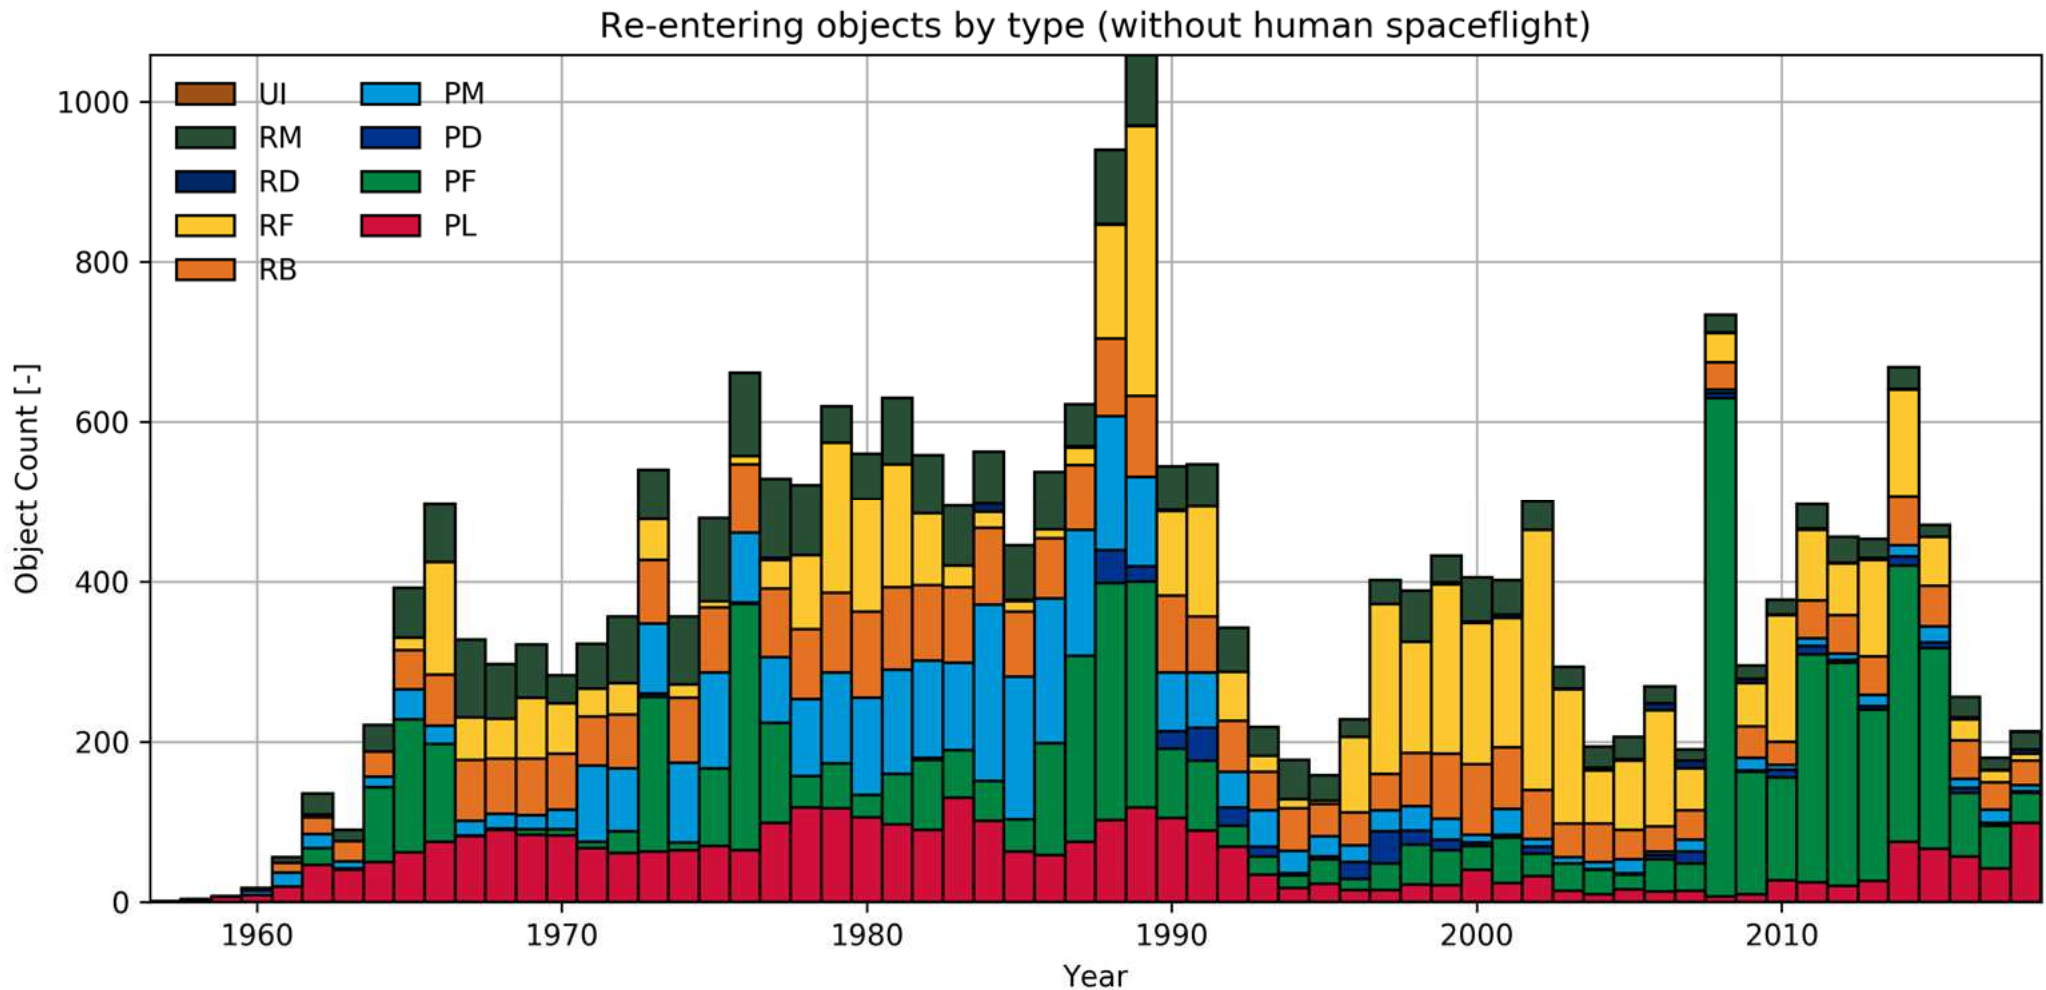 Re-entering objects by type (without human spaceflight)
UI
RM
RD
RF
RB
PM
PD
PF
PL
Object Count [-]
1000
800
600
400
200
0
1960 1970 1980 1990 2000 2010
Year